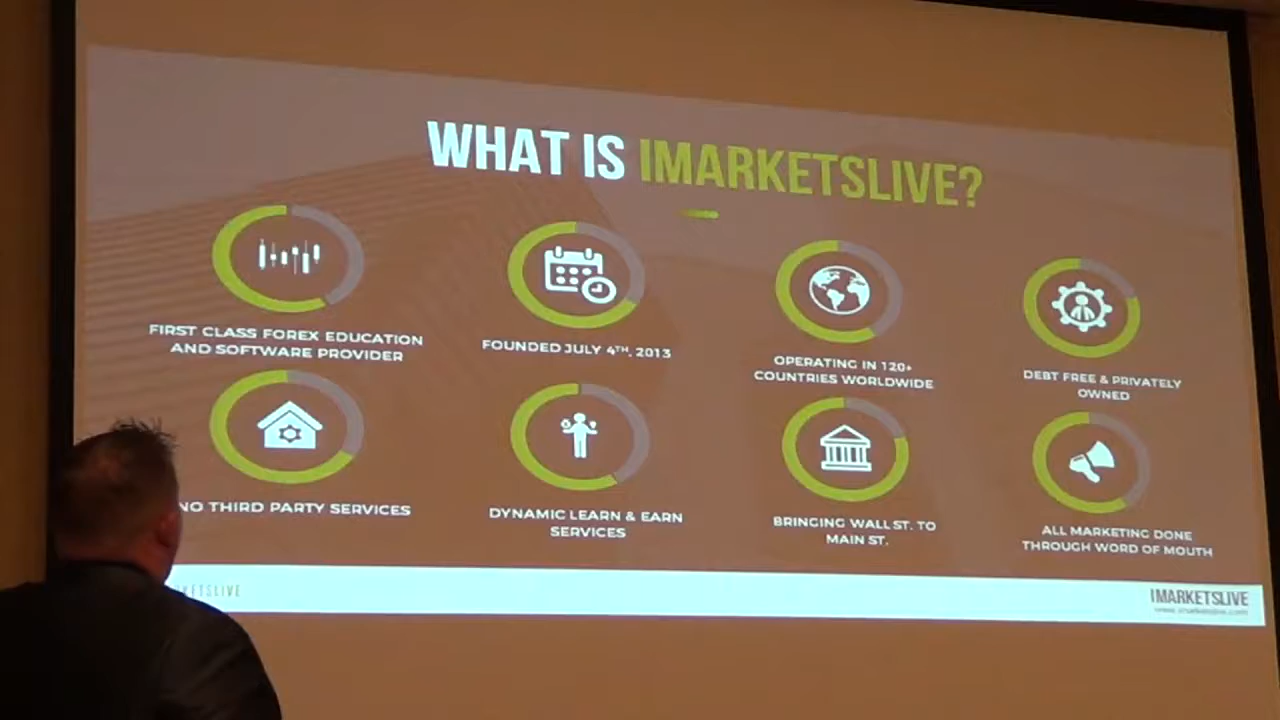 WHAT IS IMARKETSLIVE?
FIRST CLASS FOREX EDUCATION
AND SOFTWARE PROVIDER
FOUNDED JULY 4TH, 2013
OPERATING IN 120+
COUNTRIES WORLDWIDE
DEBT FREE & PRIVATELY
OWNED
NO THIRD PARTY SERVICES
DYNAMIC LEARN & EARN
SERVICES
BRINGING WALL ST. TO
MAIN ST.
ALL MARKETING DONE
THROUGH WORD OF MOUTH
IMARKETSLIVE